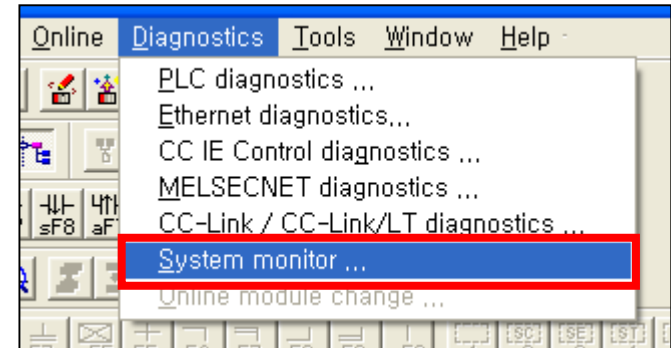 Online Diagnostics Tools Window Help -
PLC diagnostics ...
Ethernet diagnostics...
CC IE Control diagnostics ...
MELSECNET diagnostics ...
sF8 aF7
CC-Link / CC-Link/LT diagnostics ...
System monitor ...
Online module change ...